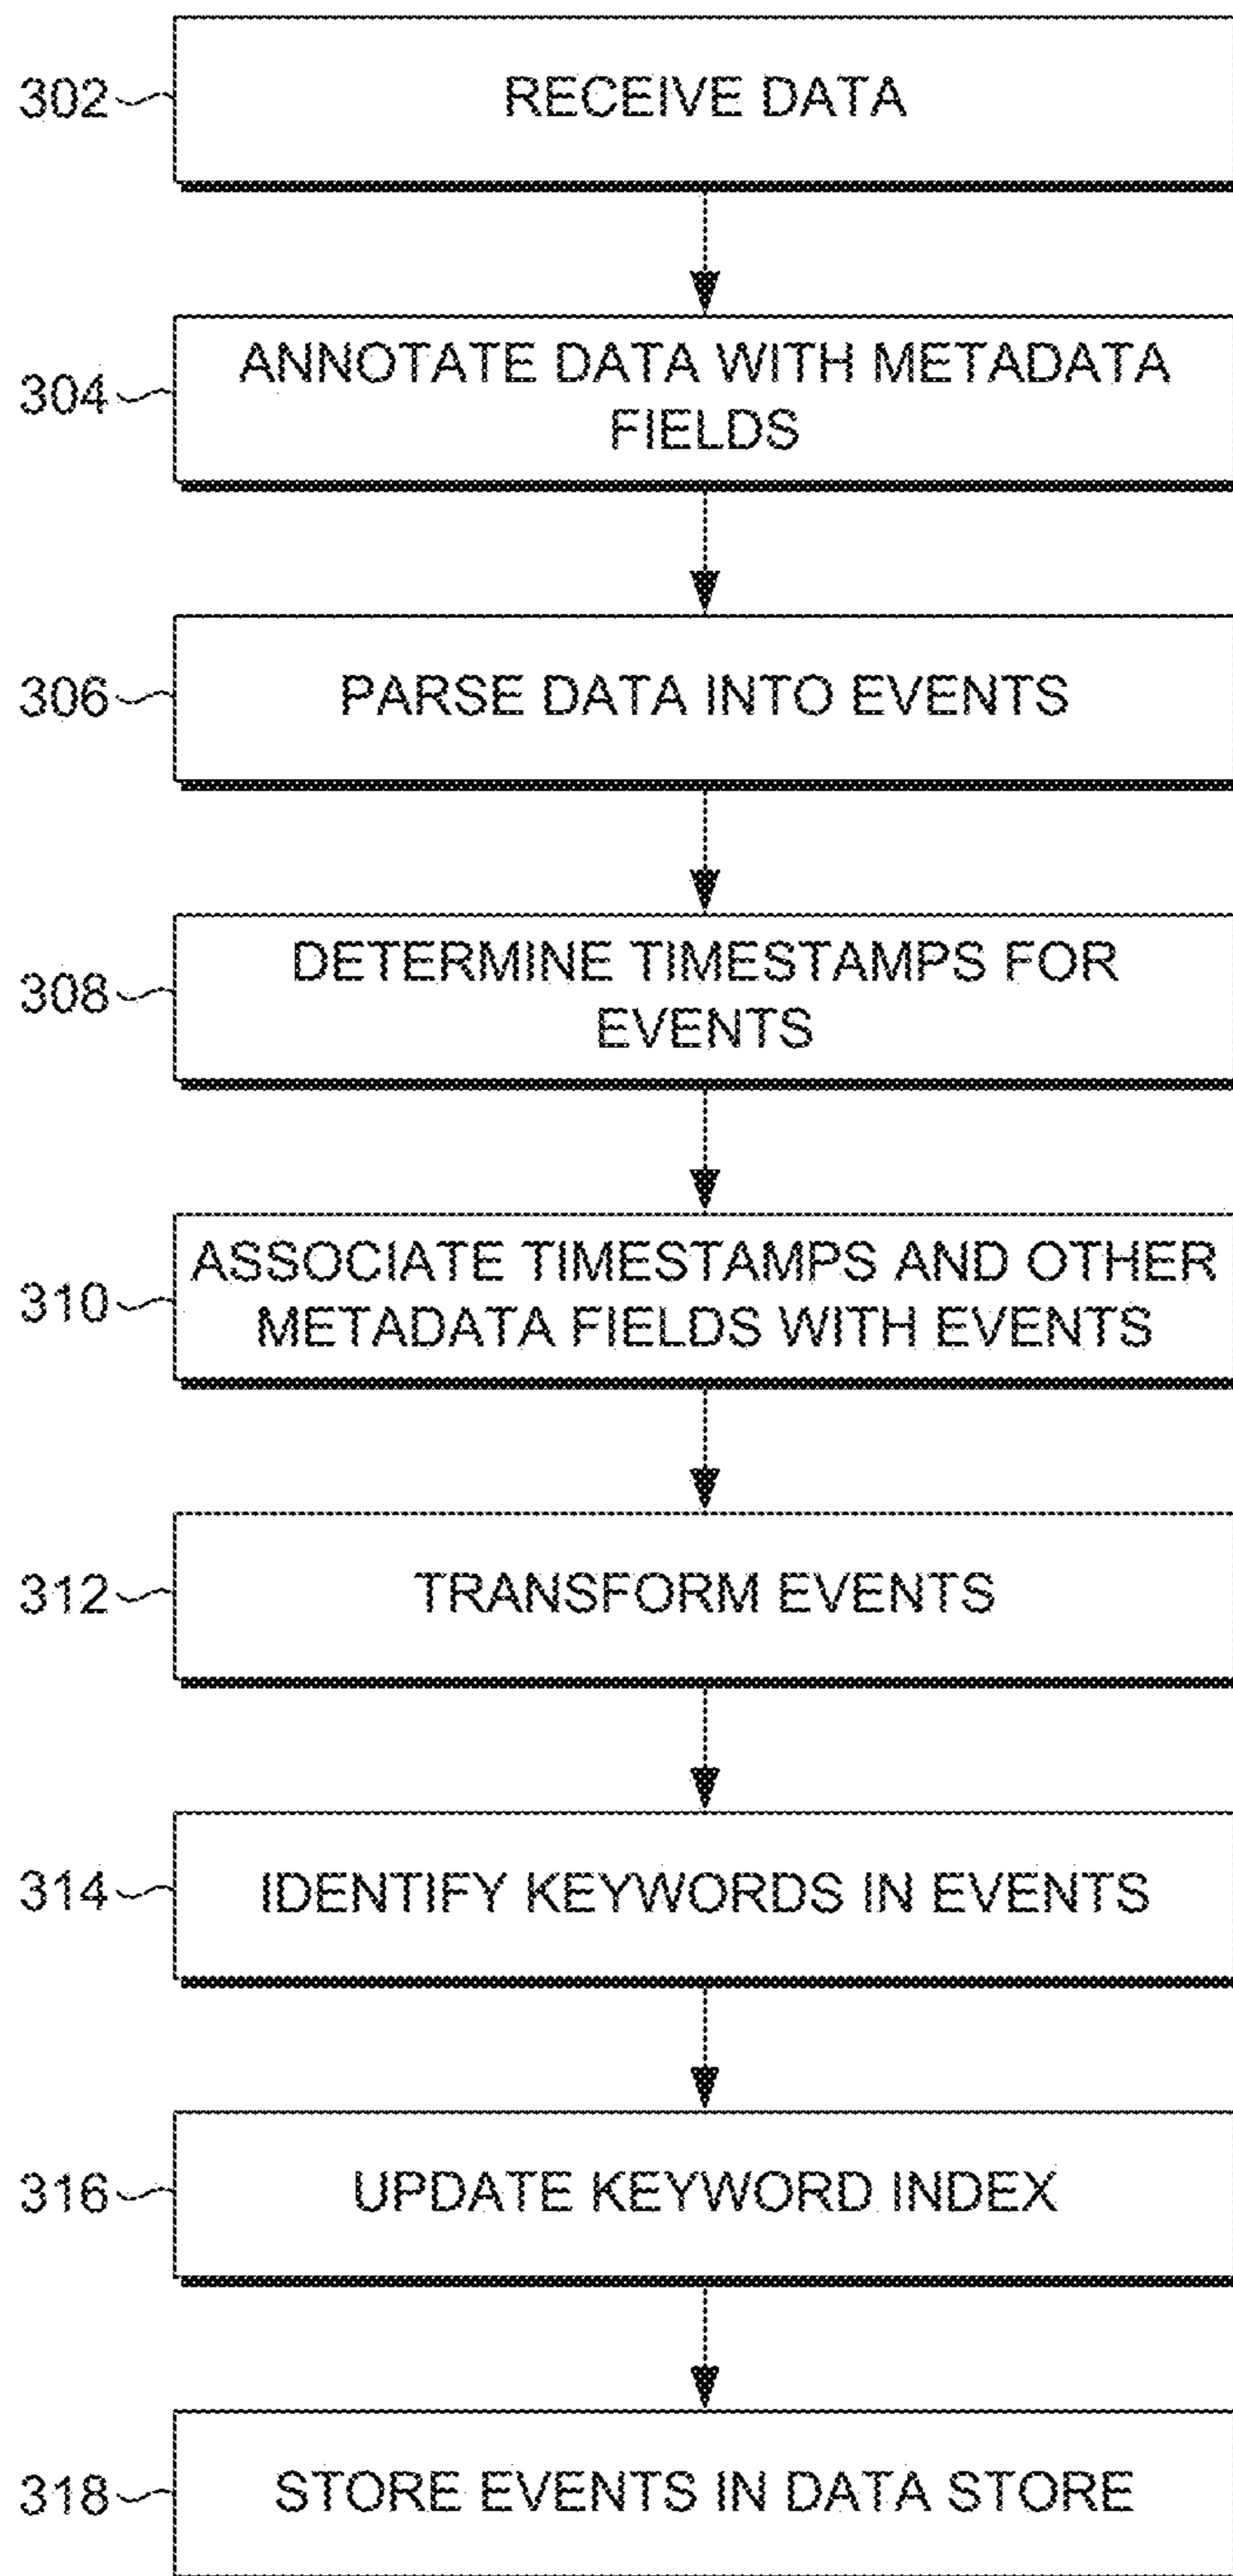 302
RECEIVE DATA
304
ANNOTATE DATA WITH METADATA
FIELDS
306
PARSE DATA INTO EVENTS
308
DETERMINE TIMESTAMPS FOR
EVENTS
310
ASSOCIATE TIMESTAMPS AND OTHER
METADATA FIELDS WITH EVENTS
312
TRANSFORM EVENTS
314
IDENTIFY KEYWORDS IN EVENTS
316
UPDATE KEYWORD INDEX
318
STORE EVENTS IN DATA STORE